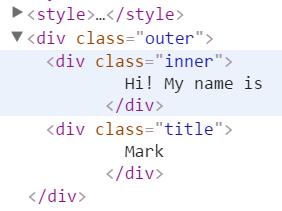 ▶<style>…</style>
▼<div class="outer">
<div class="inner">
Hi! My name is
</div>
<div class="title">
Mark
</div>
</div>